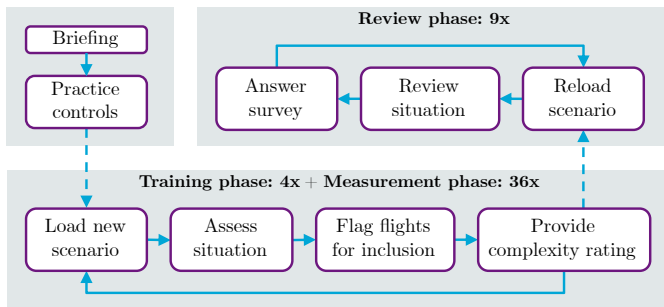 Briefing
Practice
controls
Review phase: 9x
Answer
survey
Review
situation
Reload
scenario
Training phase: 4x + Measurement phase: 36x
Load new
scenario
Assess
situation
Flag flights
for inclusion
Provide
complexity rating